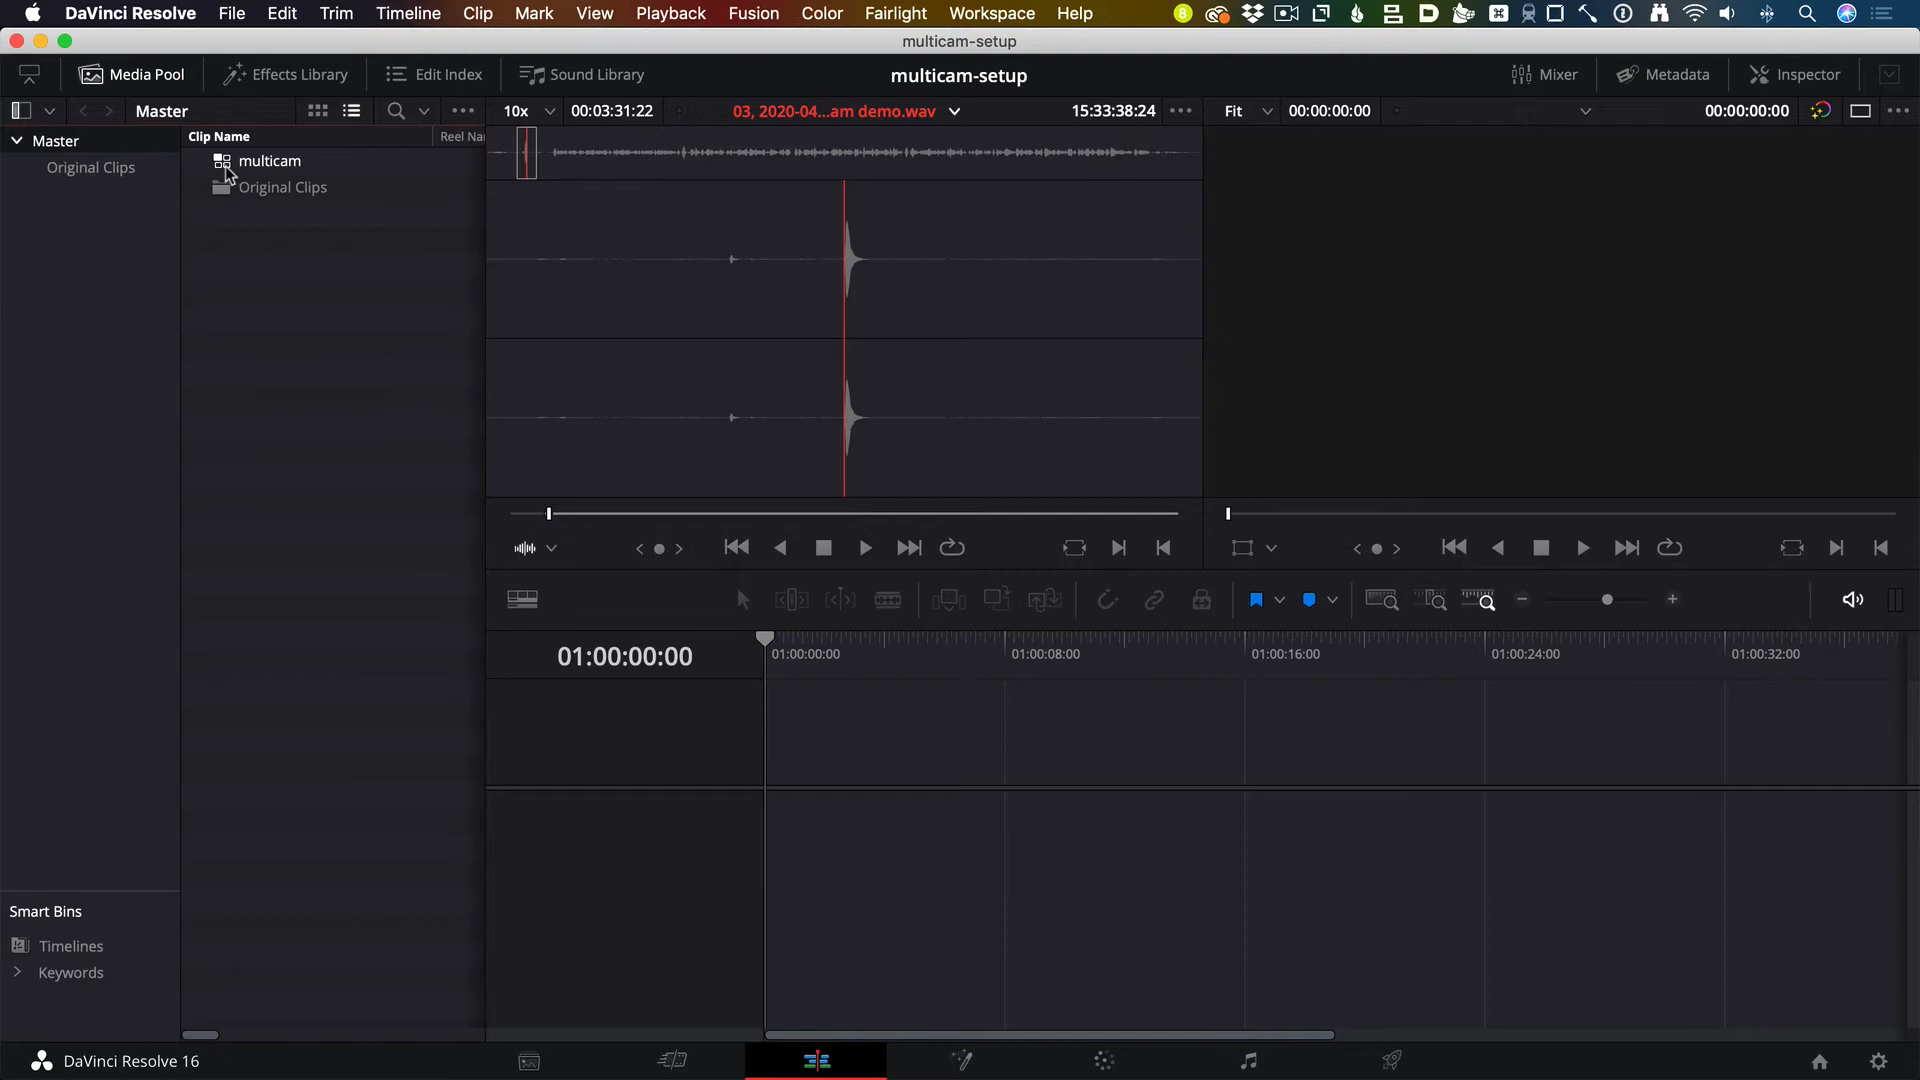 DaVinci Resolve File Edit Trim Timeline Clip Mark View Playback Fusion Color Fairlight Workspace Help 8
multicam-setup
Media Pool Effects Library Edit Index Sound Library multicam-setup Mixer Metadata Inspector
Master 10x 00:03:31:22 03, 2020-04...am demo.wav 15:33:38:24 Fit 00:00:00:00 00:00:00:00
Master Clip Name Reel Nar
multicam
Original Clips
Original Clips
01:00:00:00 01:00:00:00 01:00:08:00 01:00:16:00 01:00:24:00 01:00:32:00
Smart Bins
Timelines
Keywords
DaVinci Resolve 16